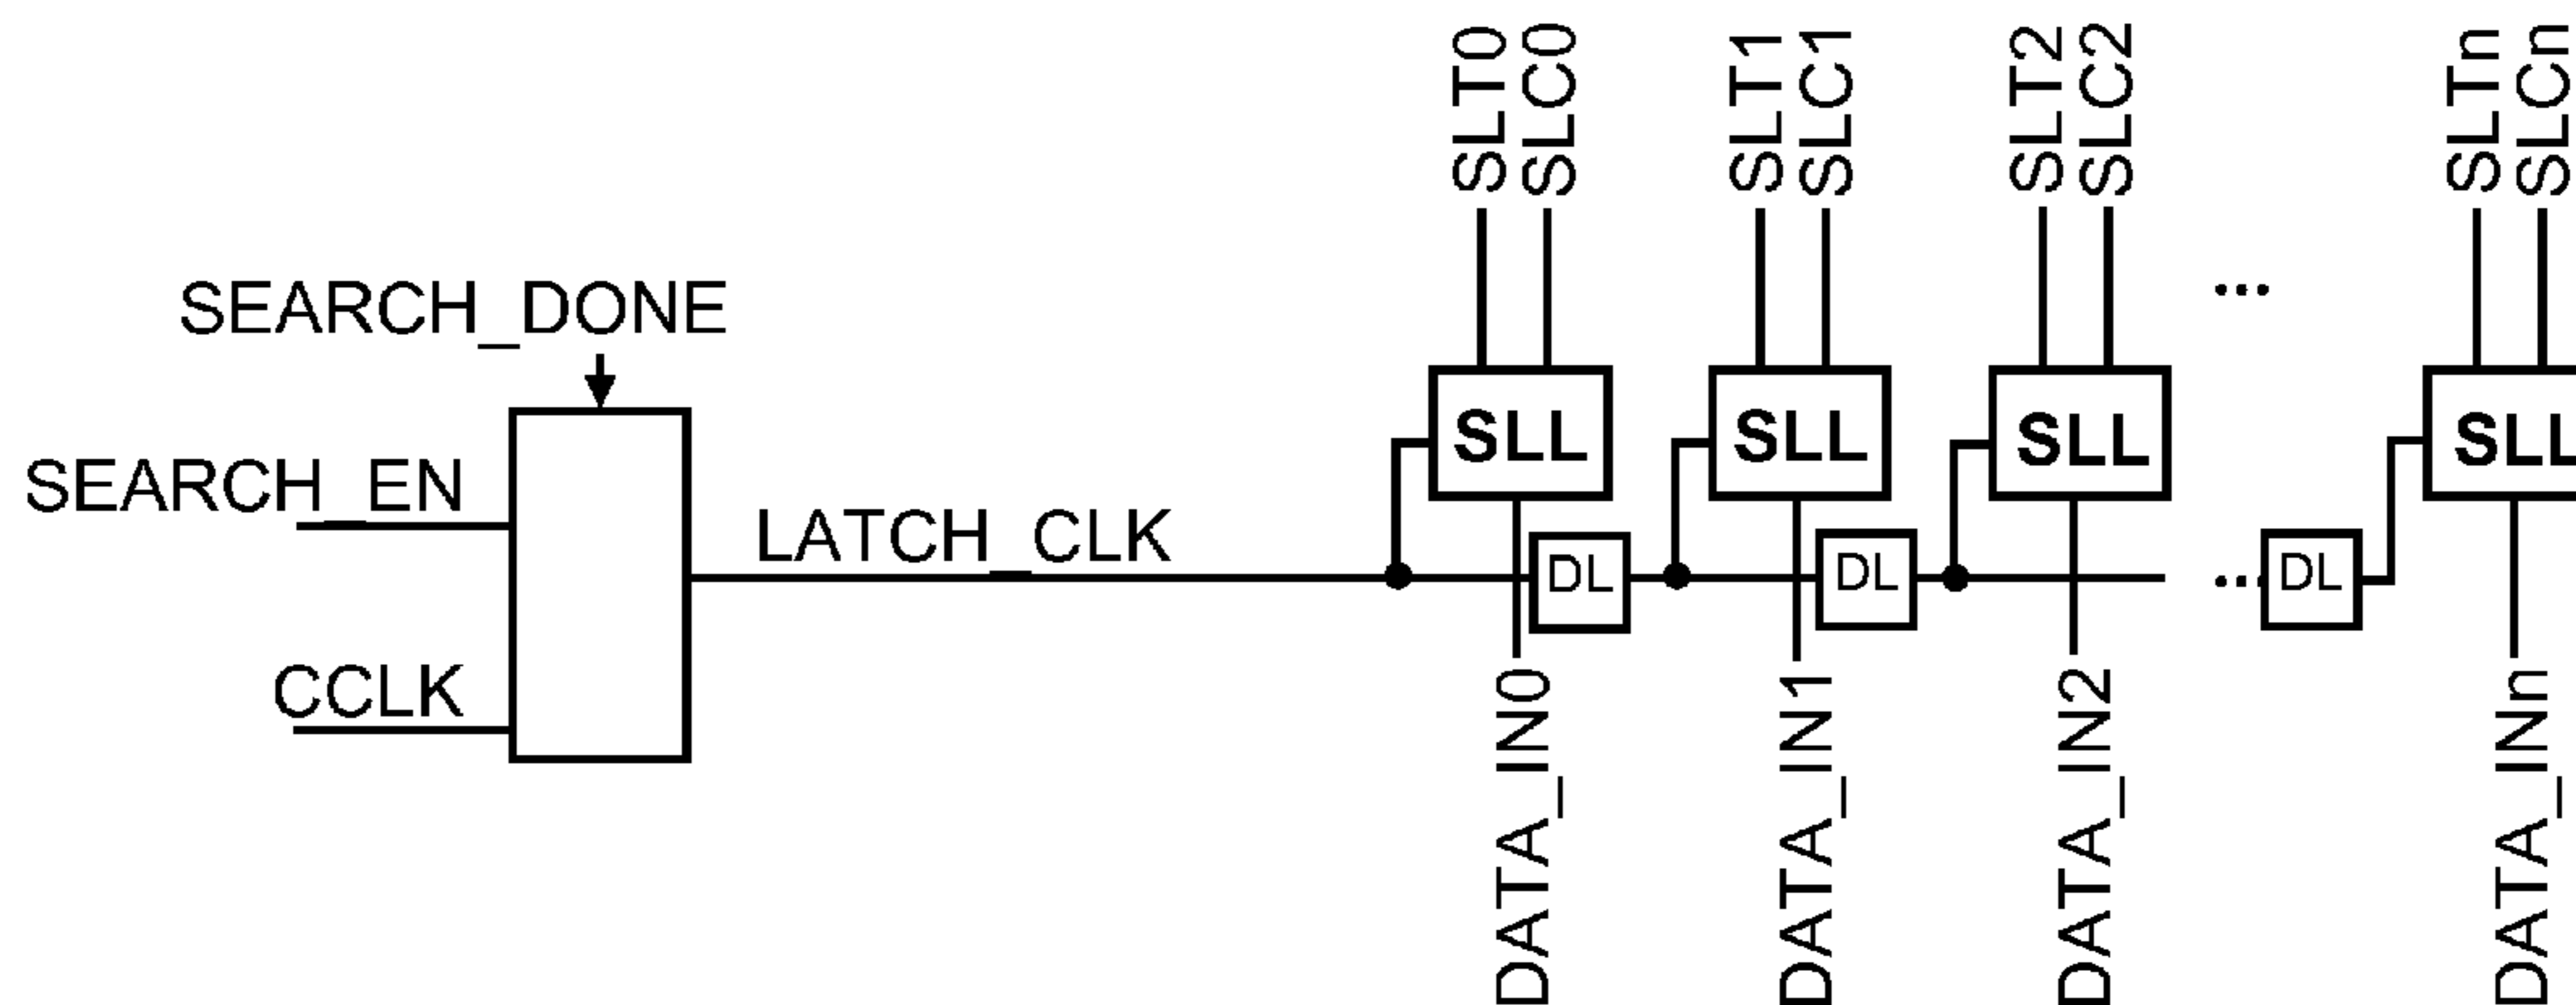 SLT0
SLC0
SLT1
SLC1
SLT2
SLC2
SLTn
SLCn
...
SEARCH_DONE
SLL
SLL
SLL
SLL
SEARCH_EN
LATCH_CLK
DL
DL
...
DL
CCLK
DATA_IN0
DATA_IN1
DATA_IN2
DATA_INn